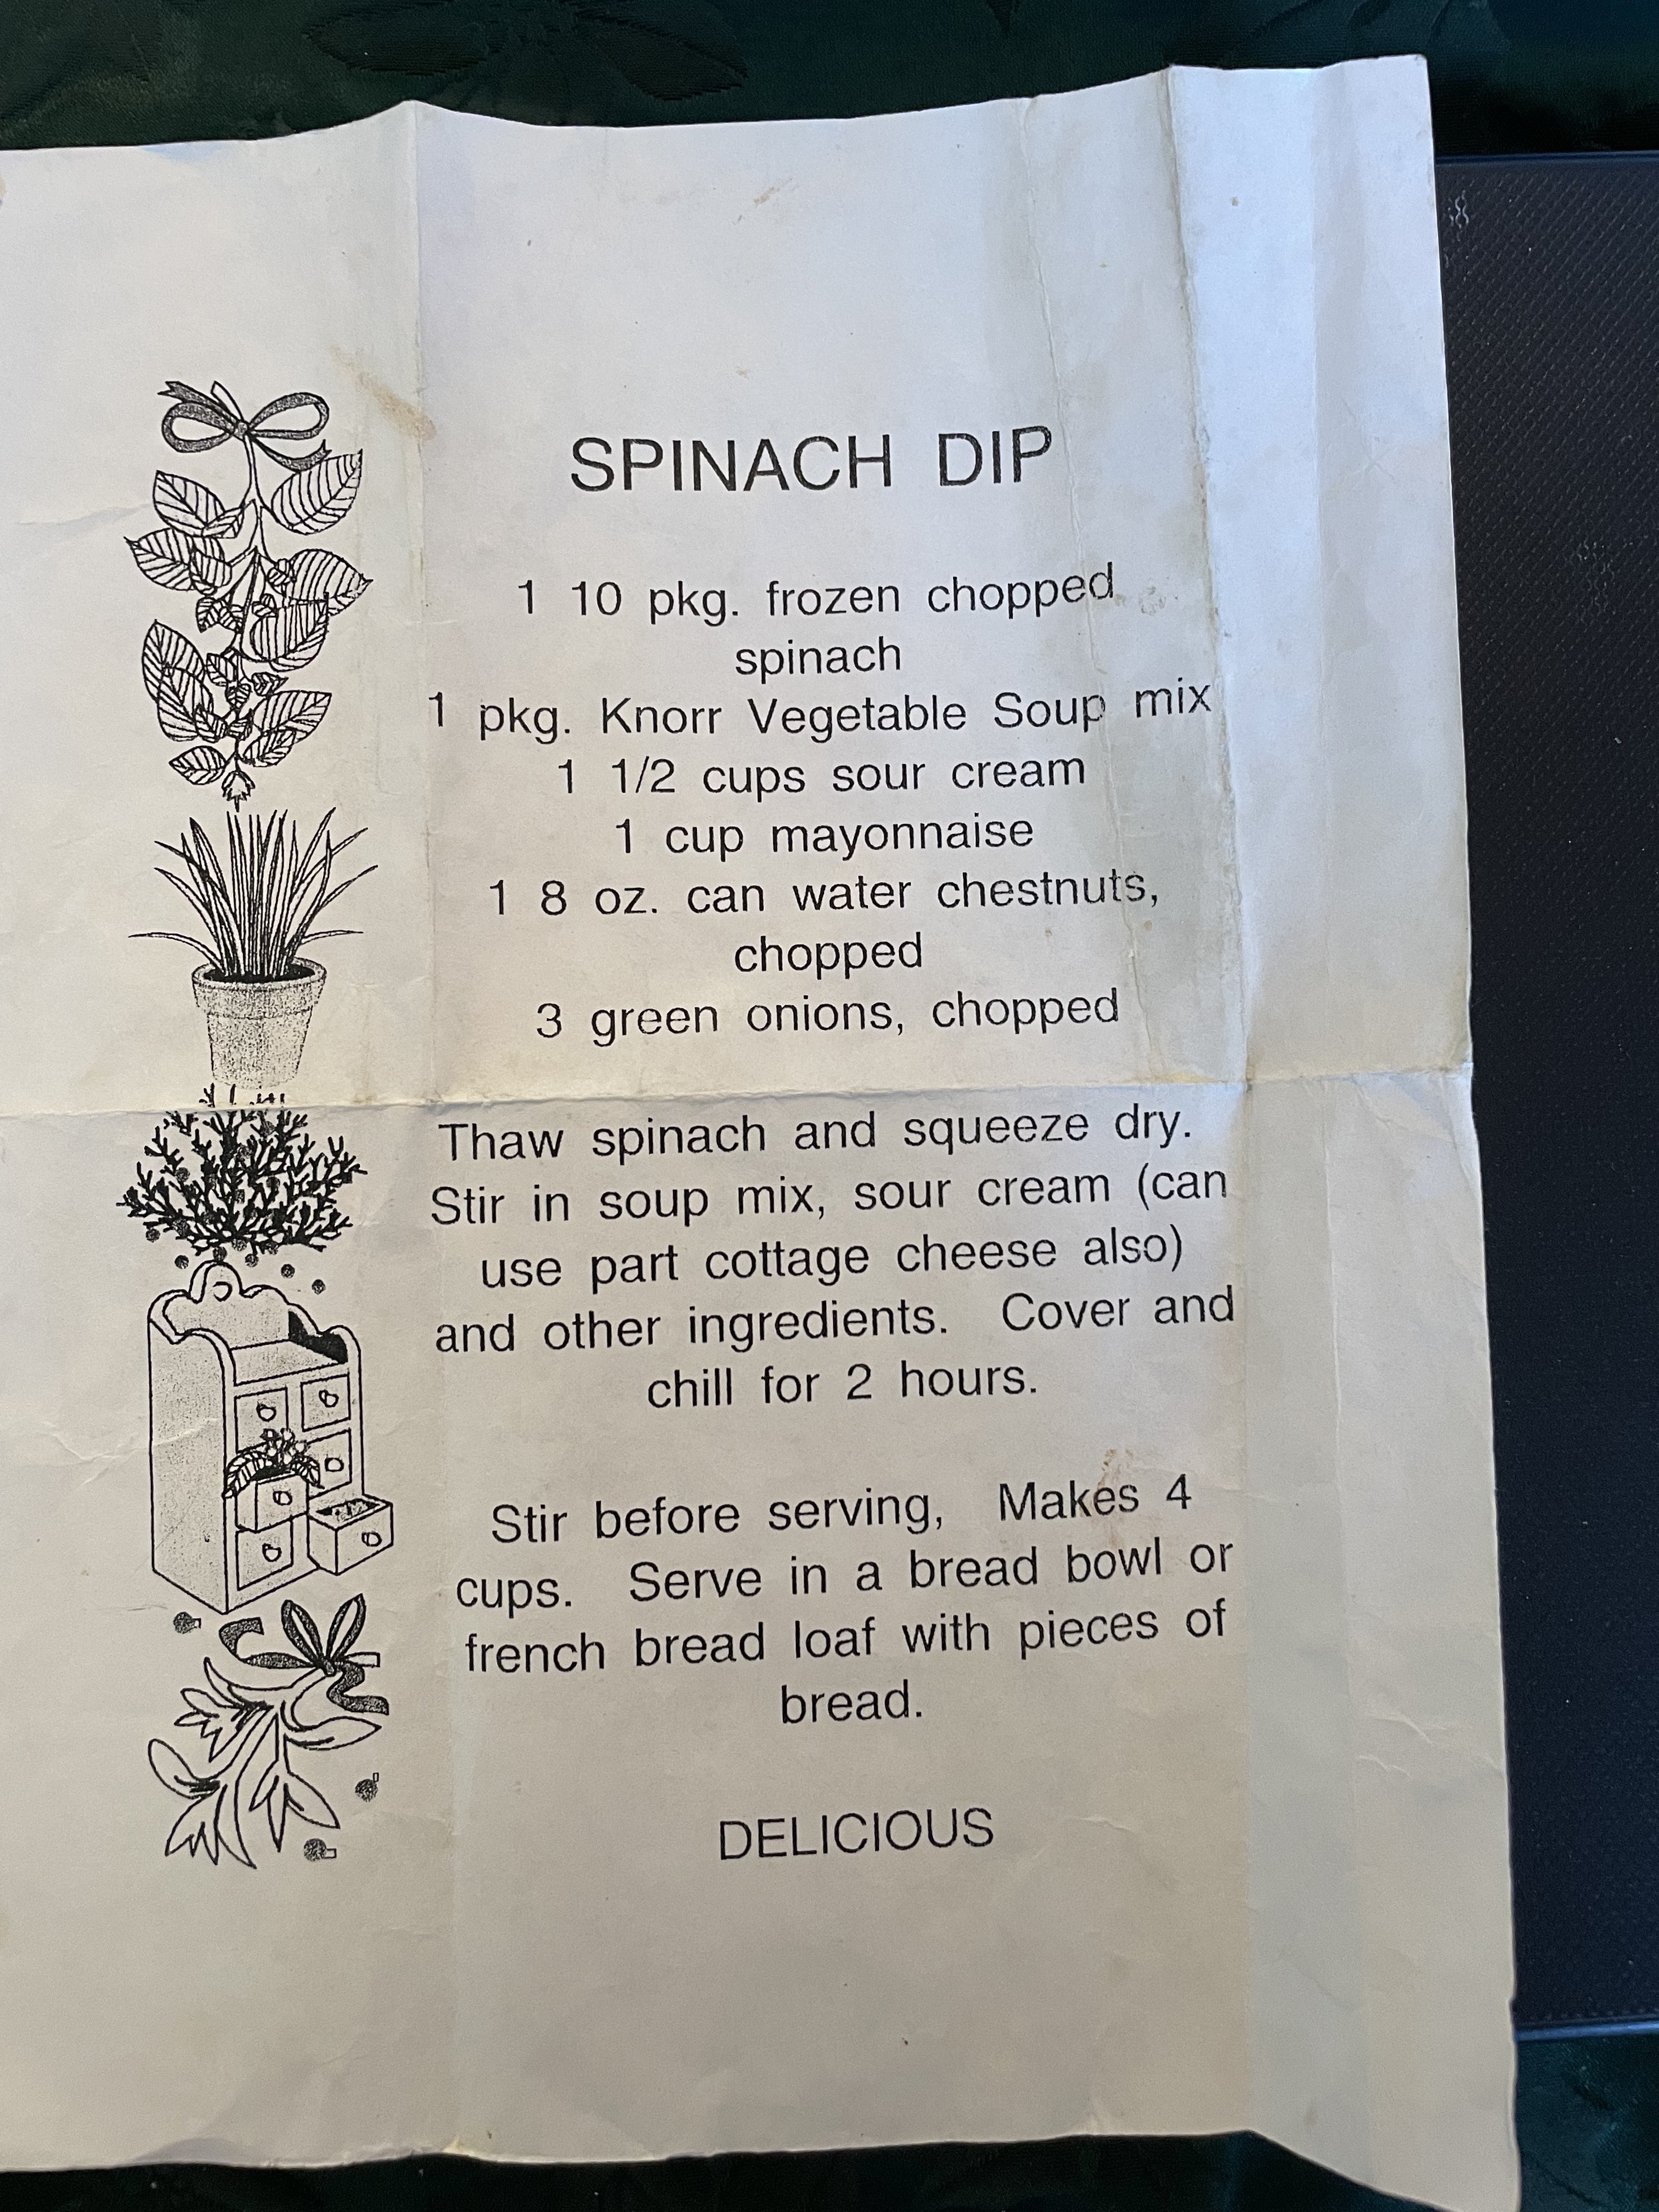 SPINACH DIP
1 10 pkg. frozen chopped
spinach
1 pkg. Knorr Vegetable Soup mix
1 1/2 cups sour cream
1 cup mayonnaise
1 8 oz. can water chestnuts,
chopped
3 green onions, chopped
Thaw spinach and squeeze dry.
Stir in soup mix, sour cream (can
use part cottage cheese also)
and other ingredients. Cover and
chill for 2 hours.
Stir before serving, Makes 4
cups. Serve in a bread bowl or
french bread loaf with pieces of
bread.
DELICIOUS